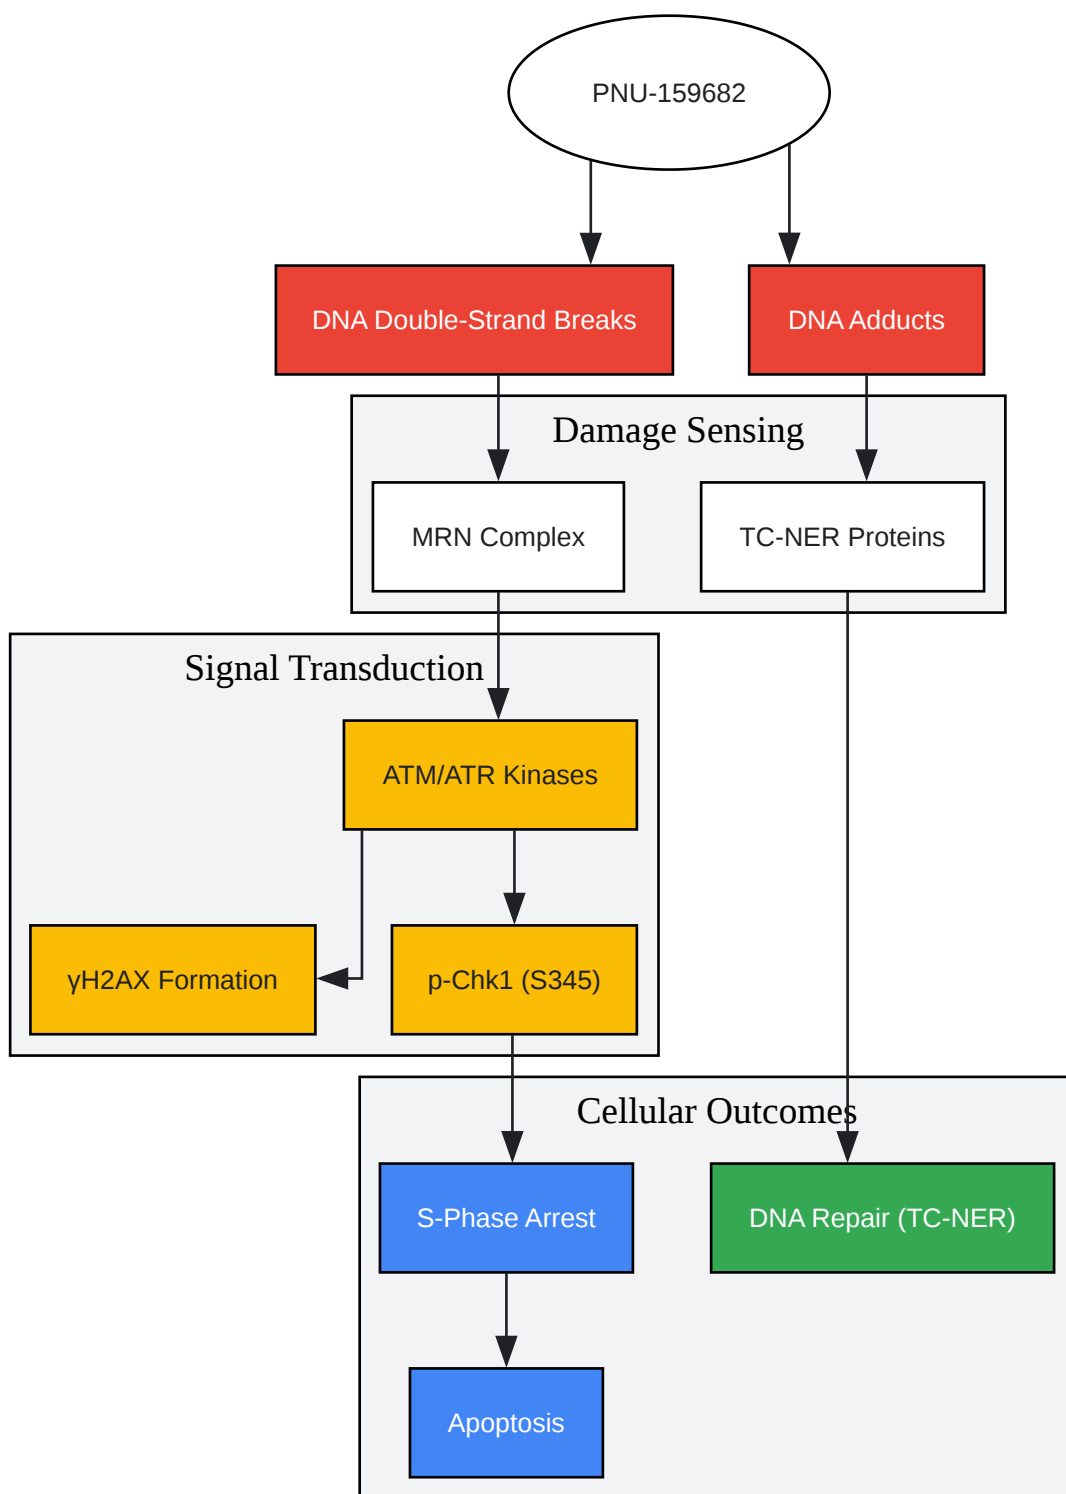 PNU-159682
DNA Double-Strand Breaks
DNA Adducts
Damage Sensing
MRN Complex
TC-NER Proteins
Signal Transduction
ATM/ATR Kinases
γH2AX Formation
p-Chk1 (S345)
Cellular Outcomes
S-Phase Arrest
DNA Repair (TC-NER)
Apoptosis